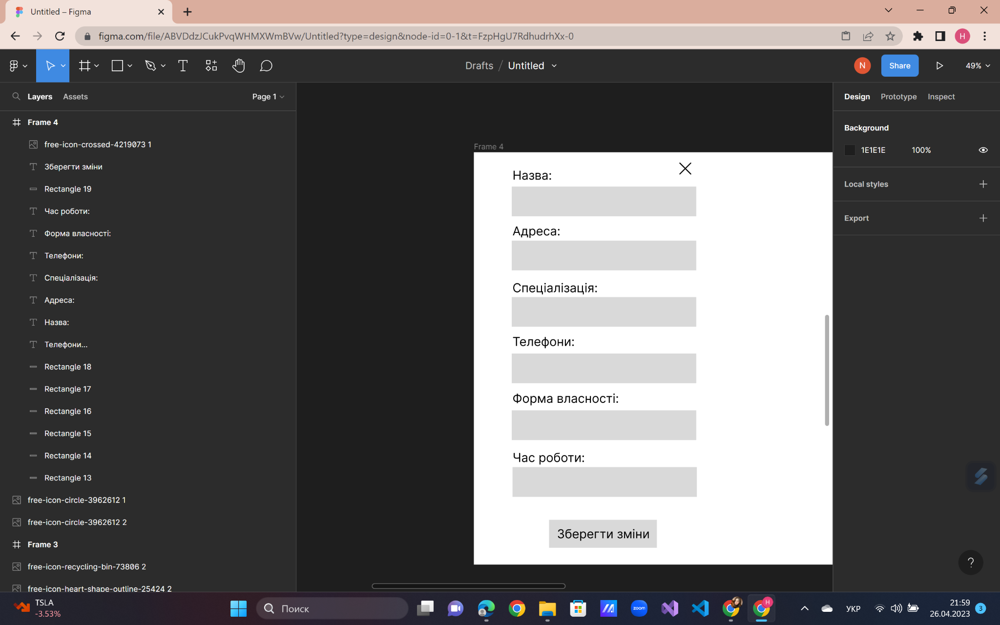 Untitled – Figma
figma.com/file/ABVDdzJCukPvqWHMXWmBVw/Untitled?type=design&node-id=0-1&t=FzpHgU7RdhudrhXx-0
H
Drafts / Untitled
N
Share
49%
Layers
Assets
Page 1
Design
Prototype
Inspect
Frame 4
free-icon-crossed-4219073 1
Зберегти зміни
Rectangle 19
Час роботи:
Форма власності:
Телефони:
Спеціалізація:
Адреса:
Назва:
Телефони...
Rectangle 18
Rectangle 17
Rectangle 16
Rectangle 15
Rectangle 14
Rectangle 13
free-icon-circle-3962612 1
free-icon-circle-3962612 2
Frame 3
free-icon-recycling-bin-73806 2
free-icon-heart-shape-outline-25424 2
Frame 4
Назва:
Адреса:
Спеціалізація:
Телефони:
Форма власності:
Час роботи:
Зберегти зміни
Background
1E1E1E
100%
Local styles
Export
?
TSLA
-3.53%
Поиск
zoom
H
УКР
21:59
26.04.2023
3